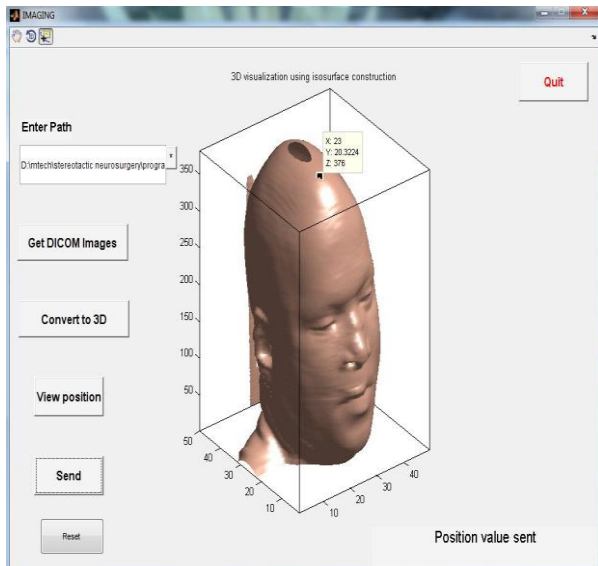 IMAGING
3D visualization using isosurface construction
Quit
Enter Path
D:\mtech\stereotactic neurosurgery\progra
X: 23
Y: 20.3224
Z: 376
350
300
250
200
150
100
50
Get DICOM Images
Convert to 3D
View position
Send
Reset
50
40
30
20
10
10
20
30
40
Position value sent